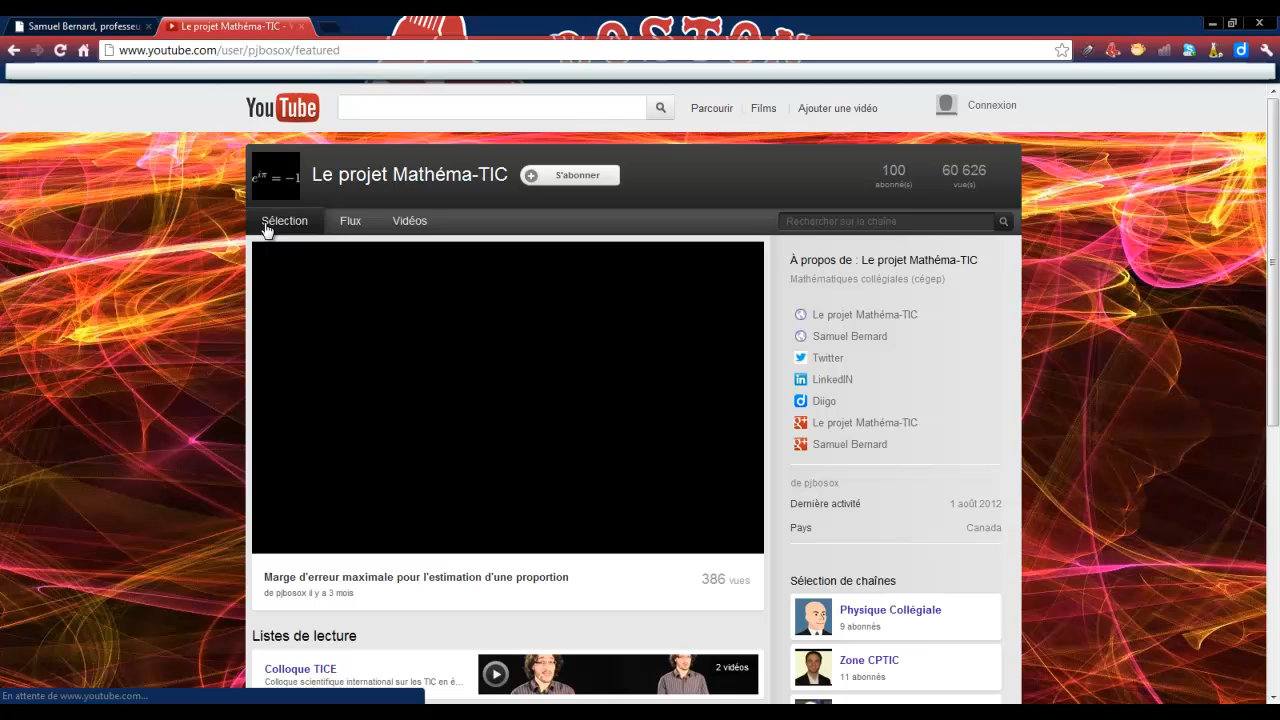 BOSTON
Samuel Bernard, professeu
Le projet Mathéma-TIC -
www.youtube.com/user/pjbosox/featured
YouTube
Parcourir
Films
Ajouter une vidéo
Connexion
e^{iπ} = −1
Le projet Mathéma-TIC
S'abonner
100
abonné(s)
60 626
vue(s)
Sélection
Flux
Vidéos
Rechercher sur la chaîne
À propos de : Le projet Mathéma-TIC
Mathématiques collégiales (cégep)
Le projet Mathéma-TIC
Samuel Bernard
Twitter
LinkedIN
Diigo
Le projet Mathéma-TIC
Samuel Bernard
de pjbosox
Dernière activité 1 août 2012
Pays Canada
Marge d'erreur maximale pour l'estimation d'une proportion
386 vues
de pjbosox il y a 3 mois
Sélection de chaînes
Physique Collégiale
9 abonnés
Zone CPTIC
11 abonnés
Listes de lecture
Colloque TICE
Colloque scientifique international sur les TIC en é...
2 vidéos
En attente de www.youtube.com...